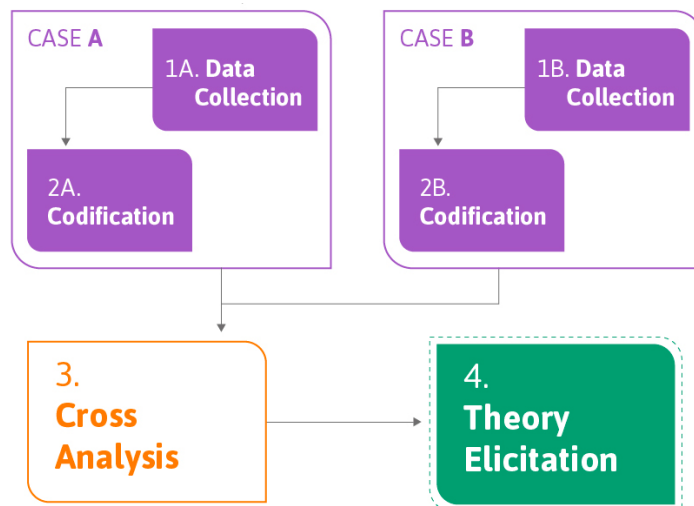 CASE A
1A. Data
Collection
2A.
Codification
CASE B
1B. Data
Collection
2B.
Codification
3.
Cross
Analysis
4.
Theory
Elicitation